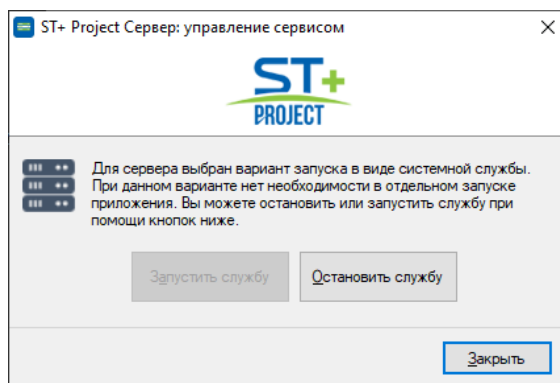 ST+ Project Сервер: управление сервисом
ST+
PROJECT
Для сервера выбран вариант запуска в виде системной службы.
При данном варианте нет необходимости в отдельном запуске
приложения. Вы можете остановить или запустить службу при
помощи кнопок ниже.
Запустить службу Остановить службу
Закрыть